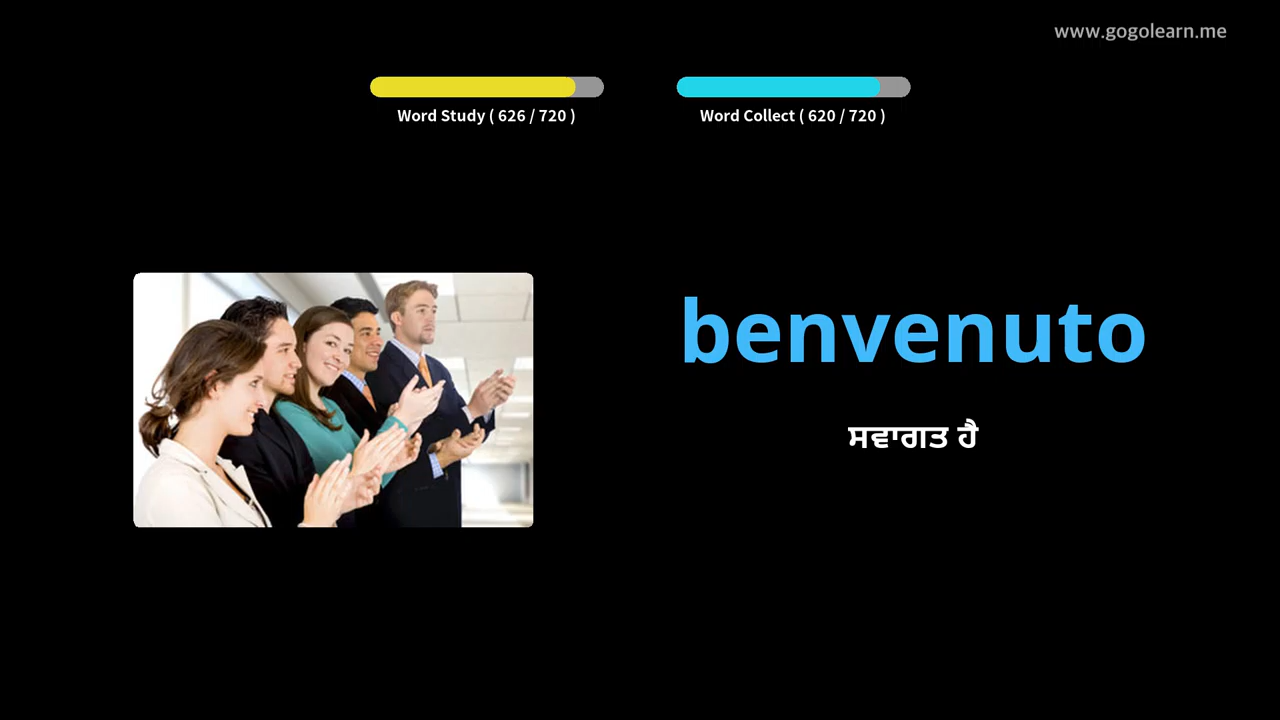 www.gogolearn.me
Word Study ( 626 / 720 )
Word Collect ( 620 / 720 )
benvenuto
ਸਵਾਗਤ ਹੈ